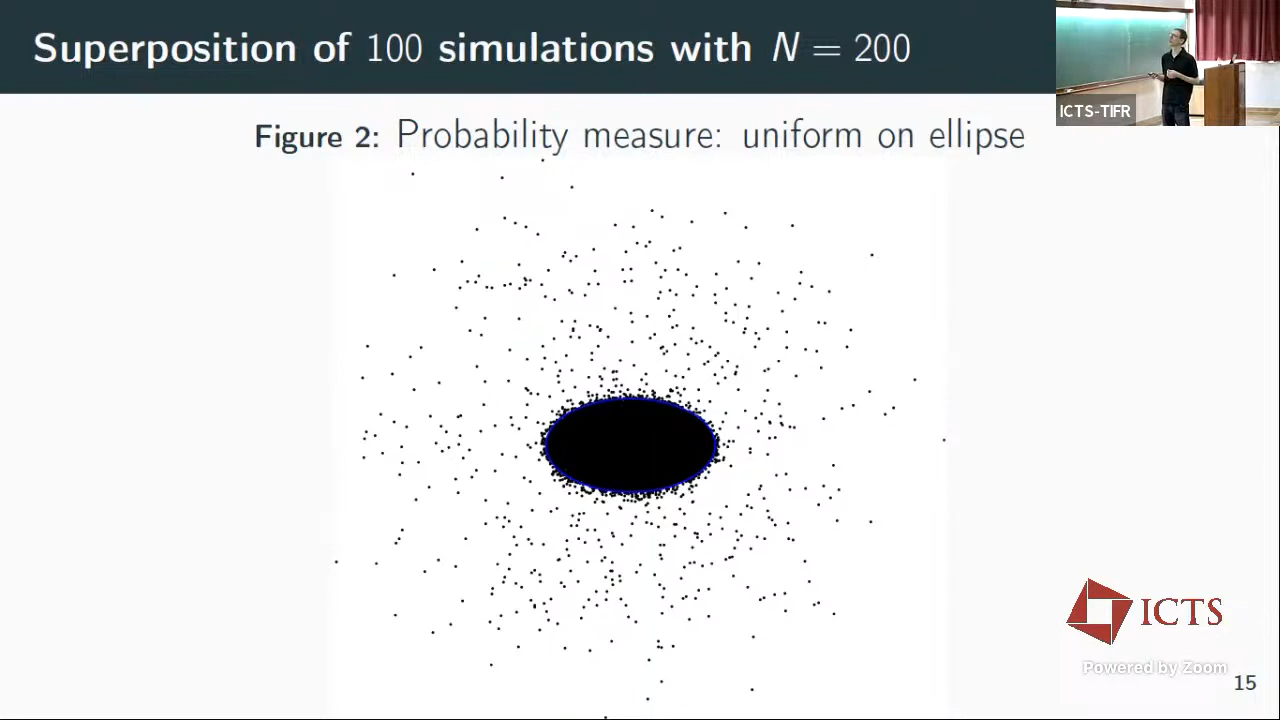 Superposition of 100 simulations with N = 200
ICTS-TIFR
Figure 2: Probability measure: uniform on ellipse
ICTS
Powered by Zoom
15